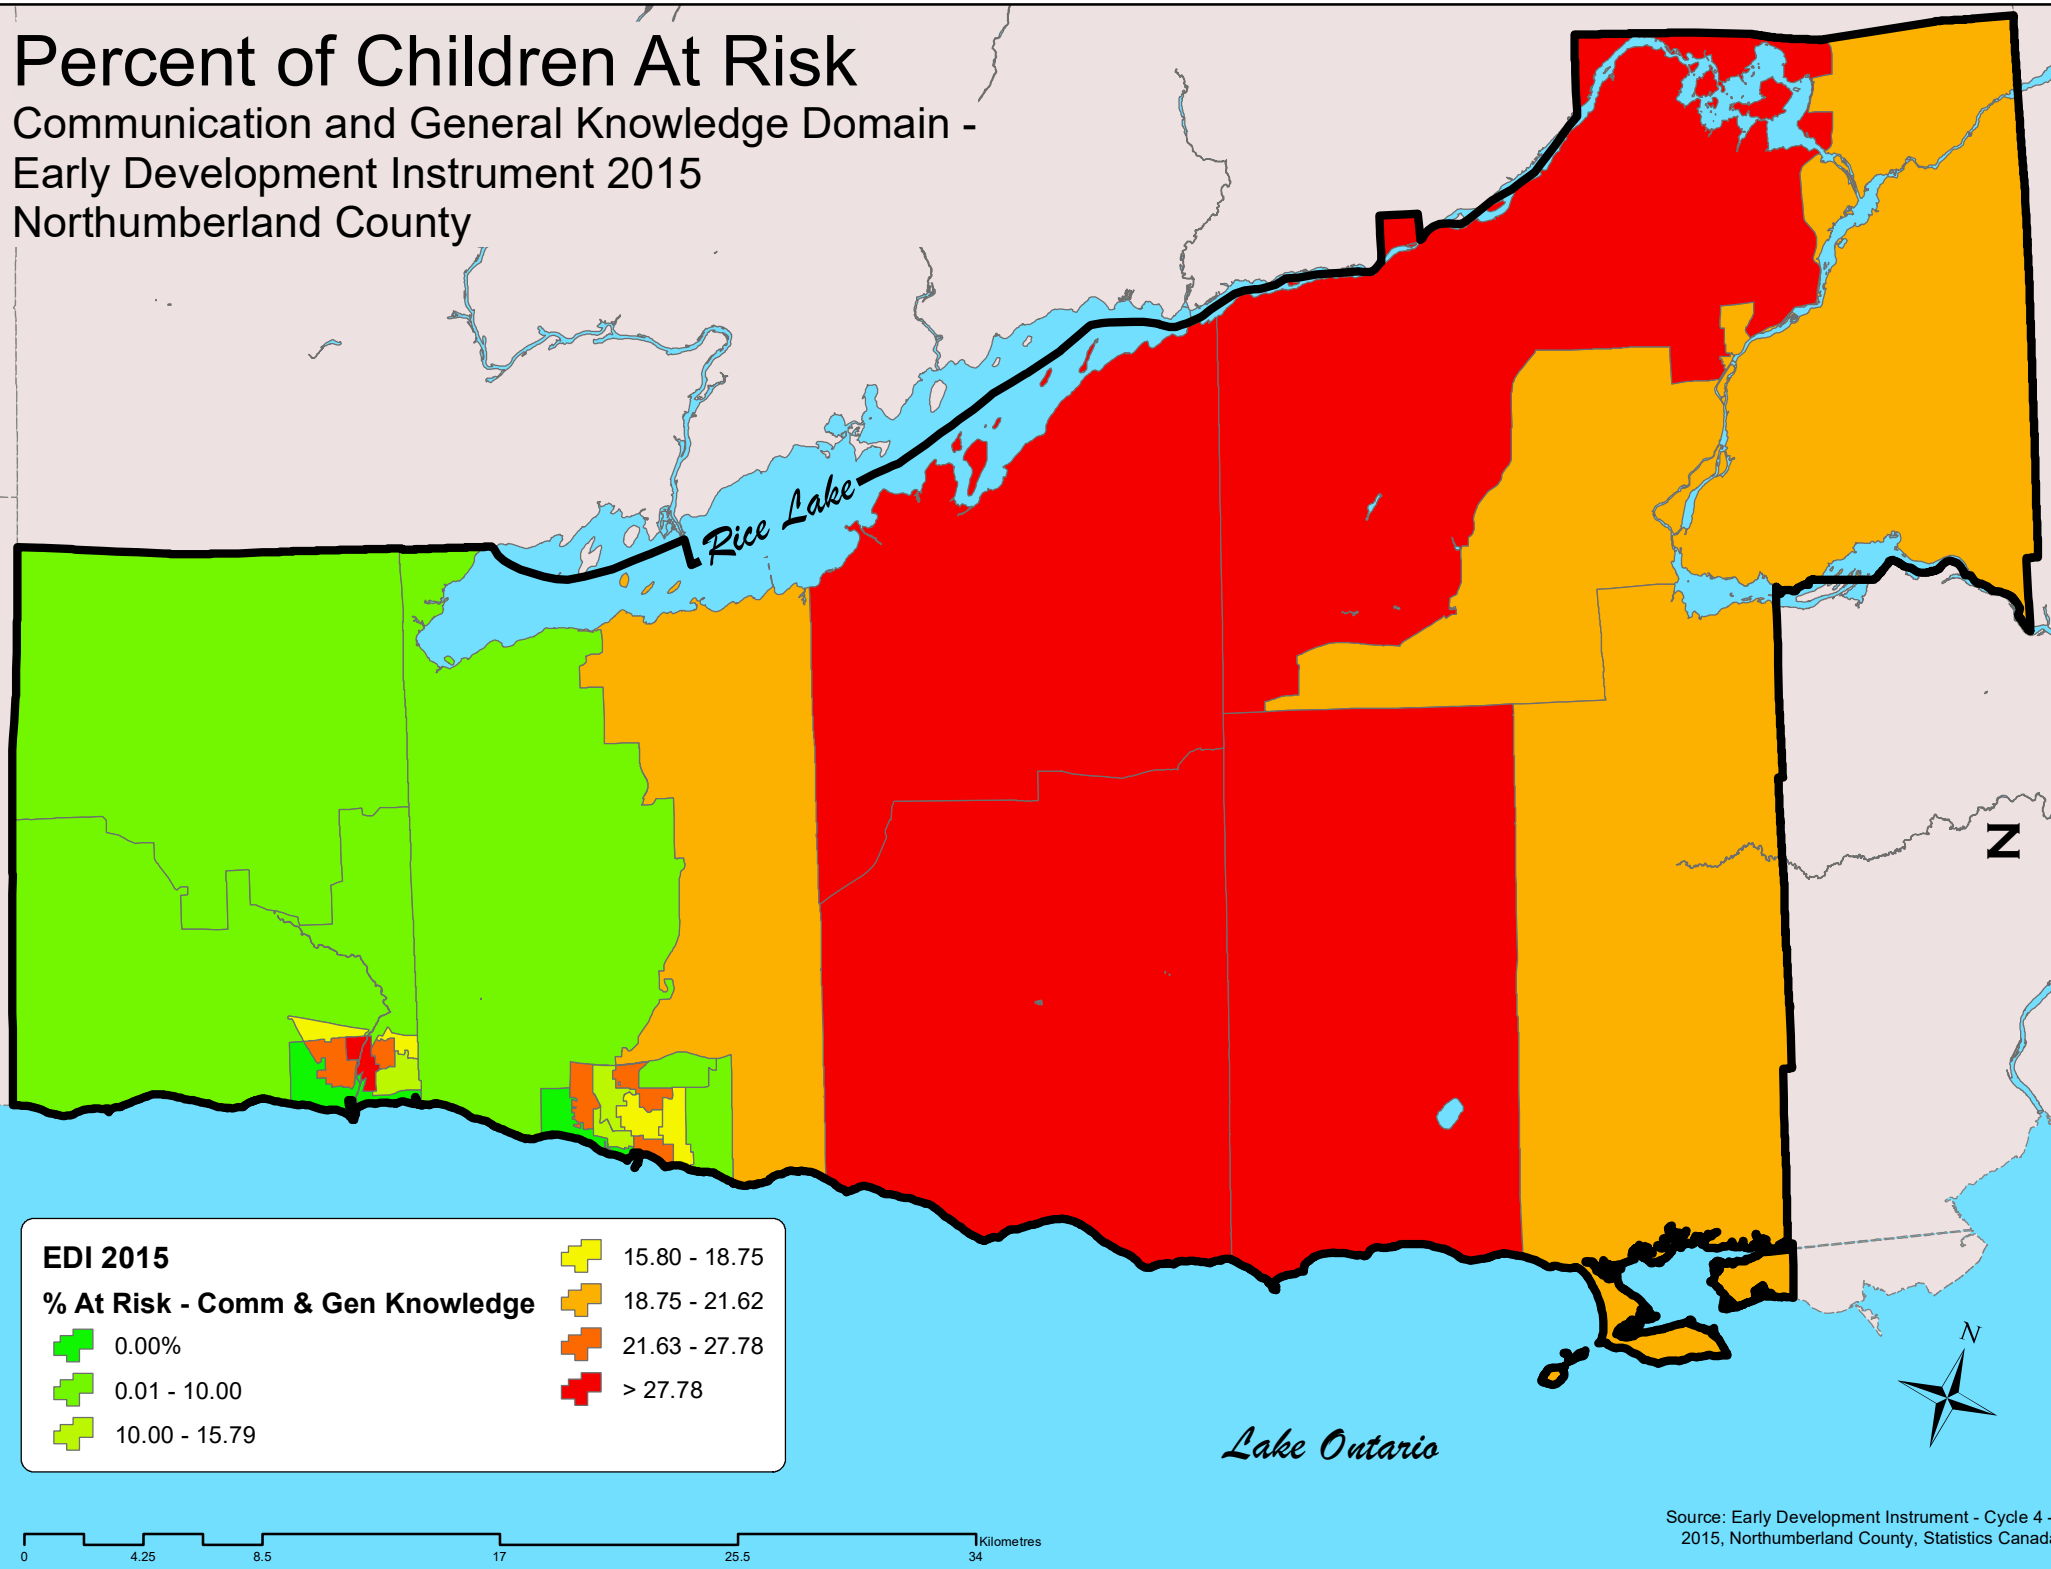 Percent of Children At Risk
Communication and General Knowledge Domain -
Early Development Instrument 2015
Northumberland County
Rice Lake
N
EDI 2015
% At Risk - Comm & Gen Knowledge
0.00%
0.01 - 10.00
10.00 - 15.79
15.80 - 18.75
18.75 - 21.62
21.63 - 27.78
> 27.78
N
Lake Ontario
Source: Early Development Instrument - Cycle 4 -
2015, Northumberland County, Statistics Canada
Kilometres
0 4.25 8.5 17 25.5 34